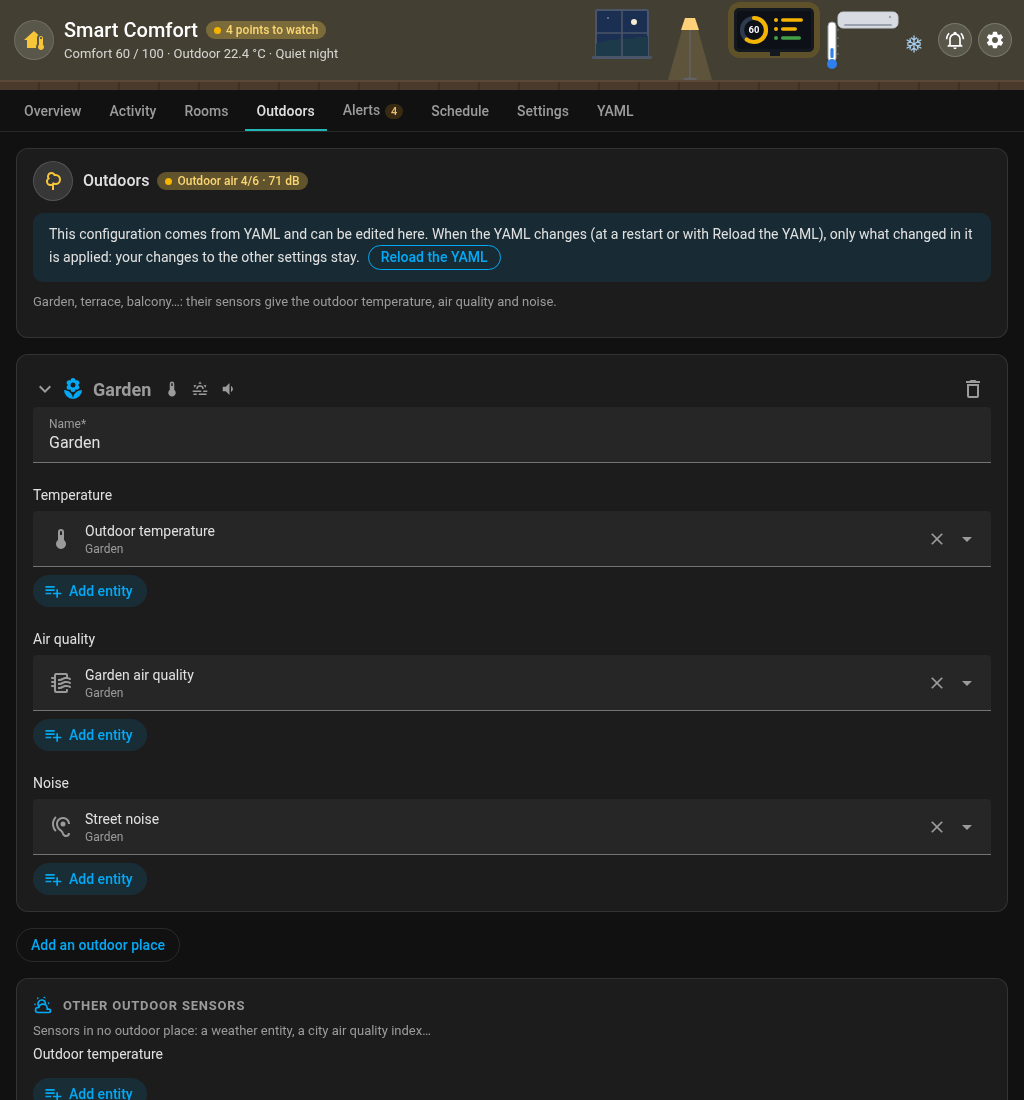 Smart Comfort
4 points to watch
Comfort 60 / 100 · Outdoor 22.4 °C · Quiet night
60
Overview
Activity
Rooms
Outdoors
Alerts 4
Schedule
Settings
YAML
Outdoors
Outdoor air 4/6 · 71 dB
This configuration comes from YAML and can be edited here. When the YAML changes (at a restart or with Reload the YAML), only what changed in it
is applied: your changes to the other settings stay. Reload the YAML
Garden, terrace, balcony…: their sensors give the outdoor temperature, air quality and noise.
Garden
Name*
Garden
Temperature
Outdoor temperature
Garden
Add entity
Air quality
Garden air quality
Garden
Add entity
Noise
Street noise
Garden
Add entity
Add an outdoor place
OTHER OUTDOOR SENSORS
Sensors in no outdoor place: a weather entity, a city air quality index…
Outdoor temperature
Add entity